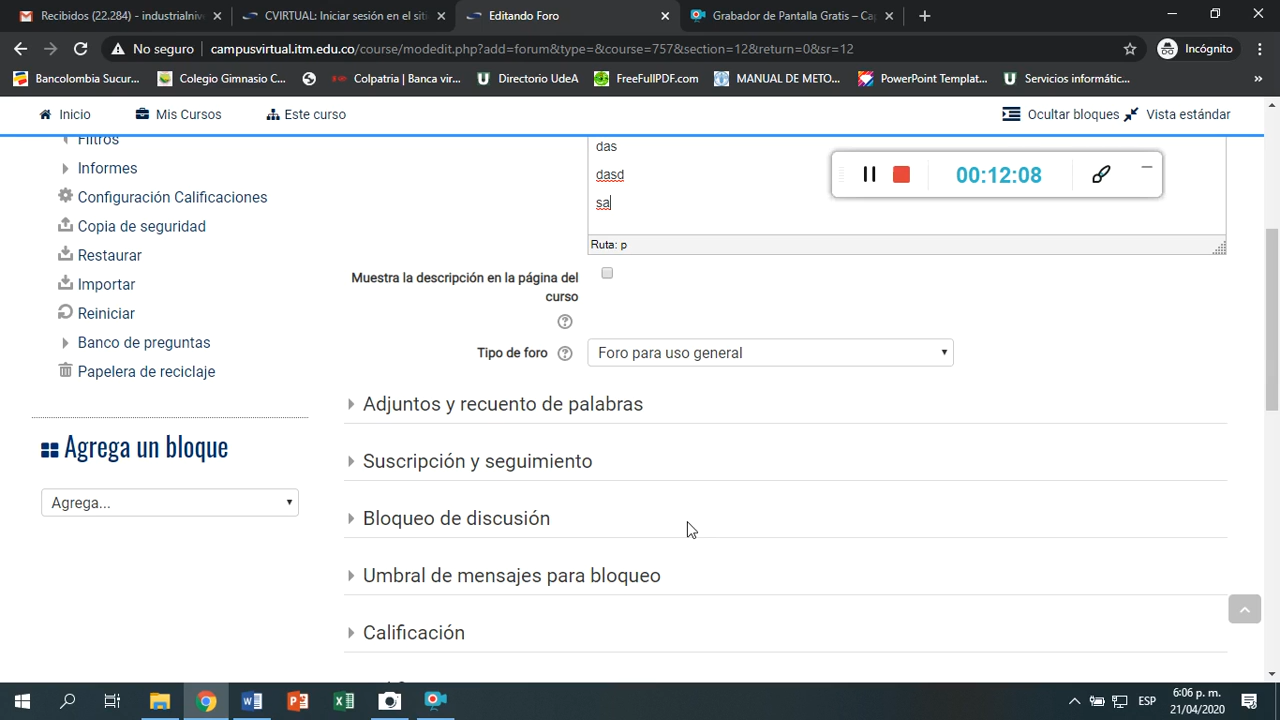 Recibidos (22.284) - industrialnive
CVIRTUAL: Iniciar sesión en el siti
Editando Foro
Grabador de Pantalla Gratis – Cap
No seguro
campusvirtual.itm.edu.co/course/modedit.php?add=forum&type=&course=757&section=12&return=0&sr=12
Incógnito
Bancolombia Sucur...
Colegio Gimnasio C...
Colpatria | Banca vir...
Directorio UdeA
FreeFullPDF.com
MANUAL DE METO...
PowerPoint Templat...
Servicios informátic...
»
Inicio
Mis Cursos
Este curso
Ocultar bloques
Vista estándar
Filtros
Informes
Configuración Calificaciones
Copia de seguridad
Restaurar
Importar
Reiniciar
Banco de preguntas
Papelera de reciclaje
Agrega un bloque
Agrega...
das
dasd
sa
00:12:08
Ruta: p
Muestra la descripción en la página del
curso
Tipo de foro
Foro para uso general
Adjuntos y recuento de palabras
Suscripción y seguimiento
Bloqueo de discusión
Umbral de mensajes para bloqueo
Calificación
ESP
6:06 p. m.
21/04/2020